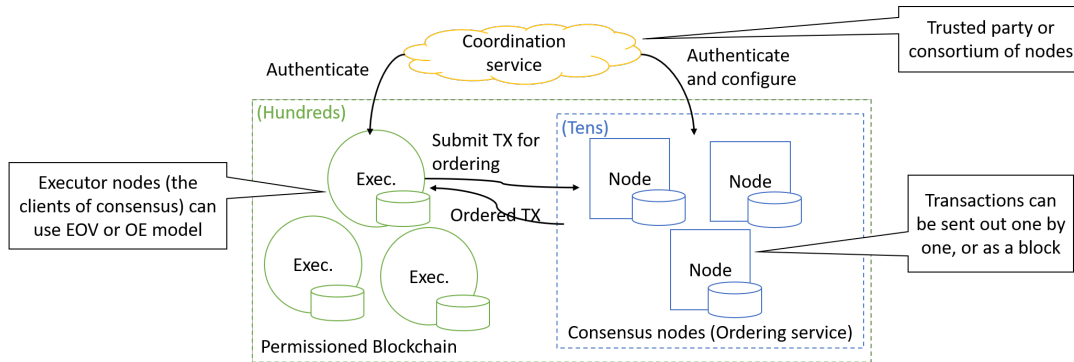 Coordination
service
Trusted party or
consortium of nodes
Authenticate
Authenticate
and configure
(Hundreds)
(Tens)
Submit TX for
ordering
Exec.
Ordered TX
Node
Node
Executor nodes (the
clients of consensus) can
use EOV or OE model
Transactions can
be sent out one by
one, or as a block
Exec.
Exec.
Node
Permissioned Blockchain
Consensus nodes (Ordering service)